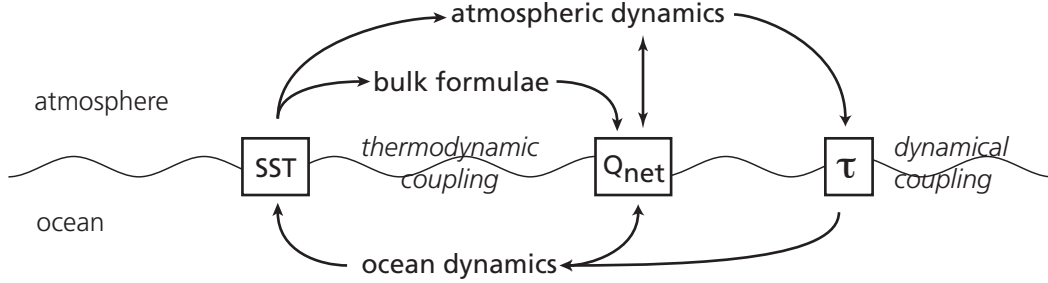 atmospheric dynamics
bulk formulae
atmosphere
thermodynamic
coupling
SST
Qnet
τ
dynamical
coupling
ocean
ocean dynamics